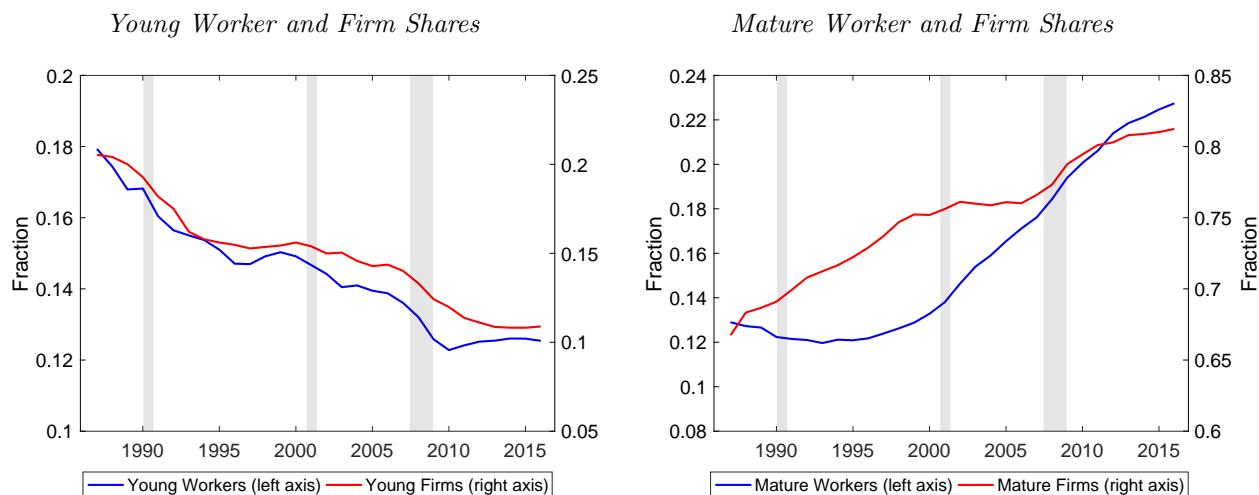 Young Worker and Firm Shares
0.2
0.18
0.16
0.14
0.12
0.1
Fraction
0.25
0.2
0.15
0.1
0.05
1990 1995 2000 2005 2010 2015
Young Workers (left axis) Young Firms (right axis)
Mature Worker and Firm Shares
0.24
0.22
0.2
0.18
0.16
0.14
0.12
0.1
0.08
Fraction
0.85
0.8
0.75
0.7
0.65
0.6
Fraction
1990 1995 2000 2005 2010 2015
Mature Workers (left axis) Mature Firms (right axis)